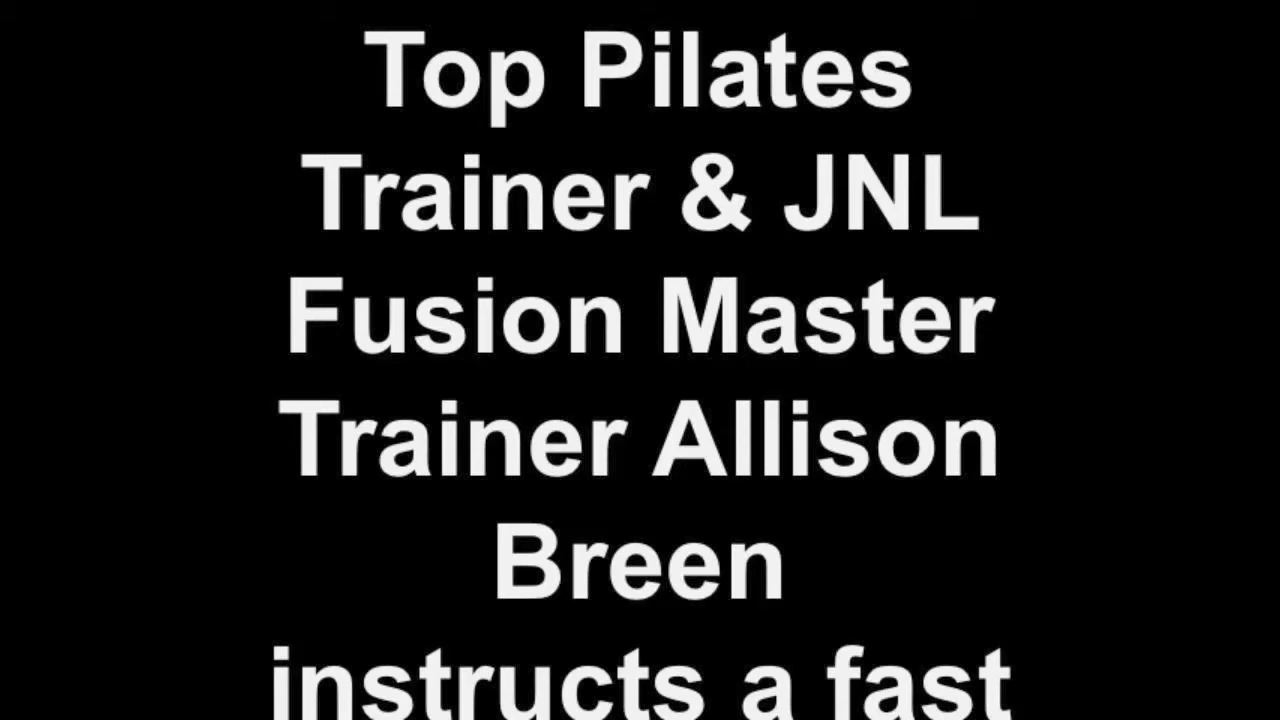 Top Pilates
Trainer & JNL
Fusion Master
Trainer Allison
Breen
instructs a fast